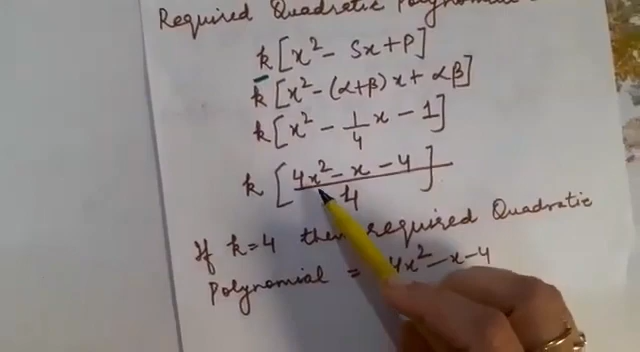 Required Quadratic Polynomial
k[x² - Sx + P]
k[x² - (α+β)x + αβ]
k[x² - 1/4 x - 1]
k[(4x² - x - 4)/4]
If k=4 then required Quadratic
Polynomial = 4x² - x - 4